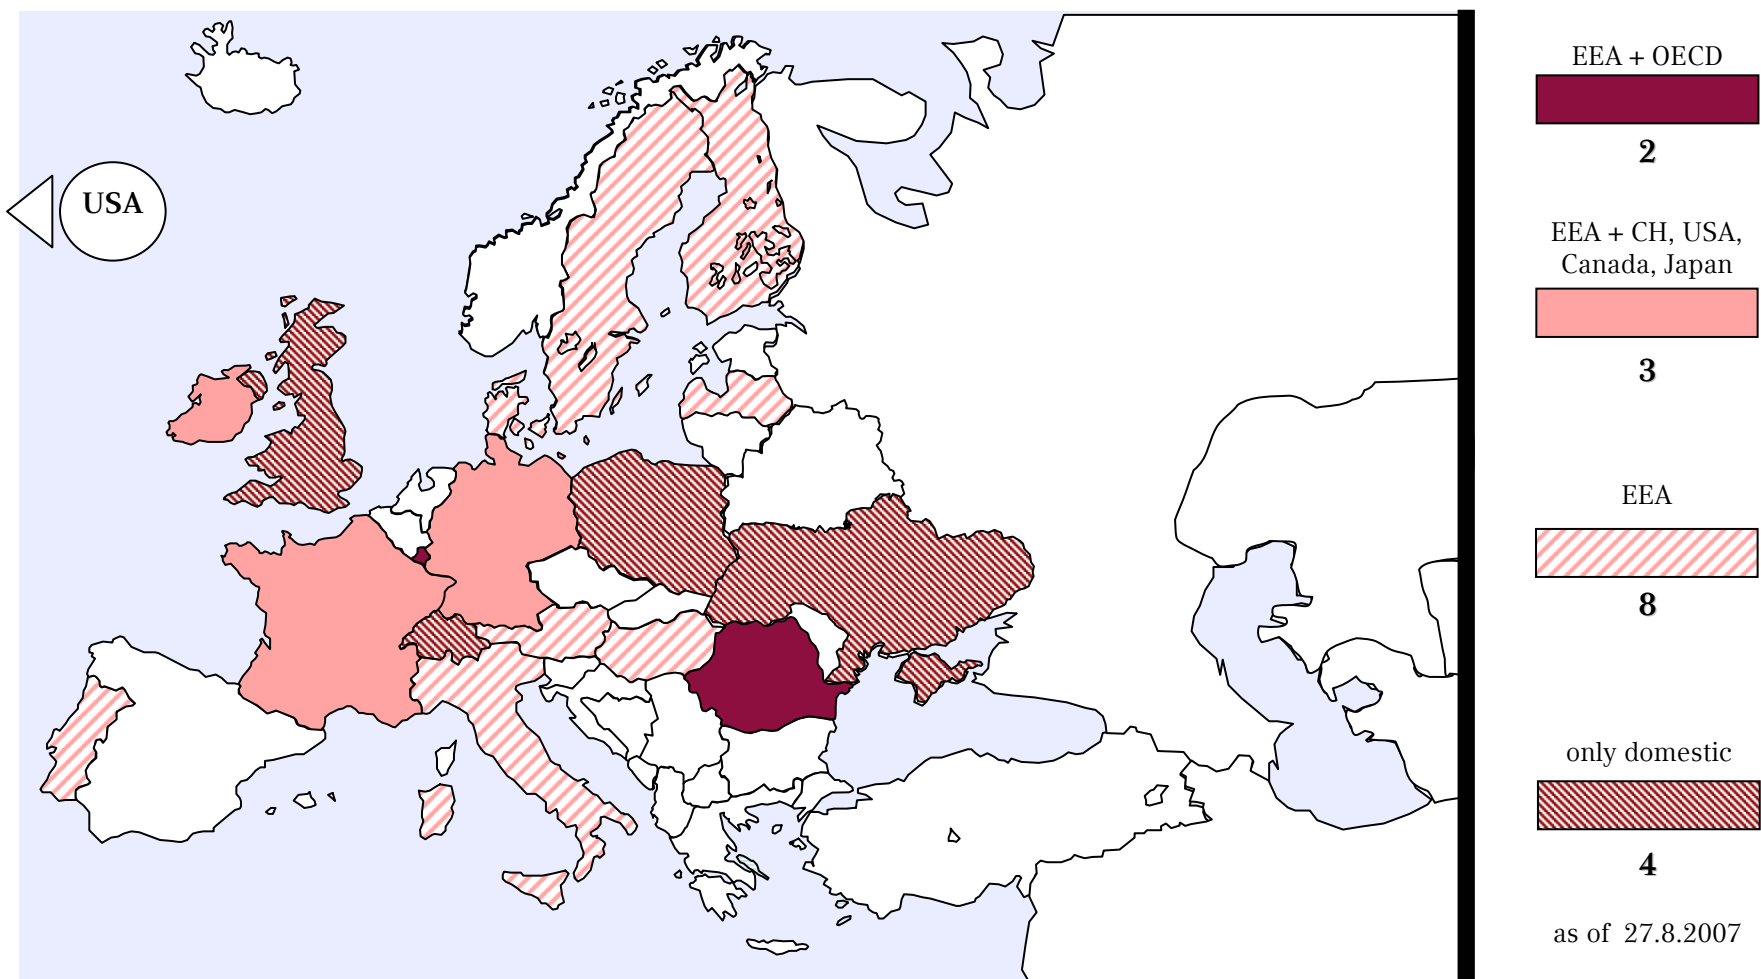 USA
EEA + OECD
2
EEA + CH, USA,
Canada, Japan
3
EEA
8
only domestic
4
as of 27.8.2007